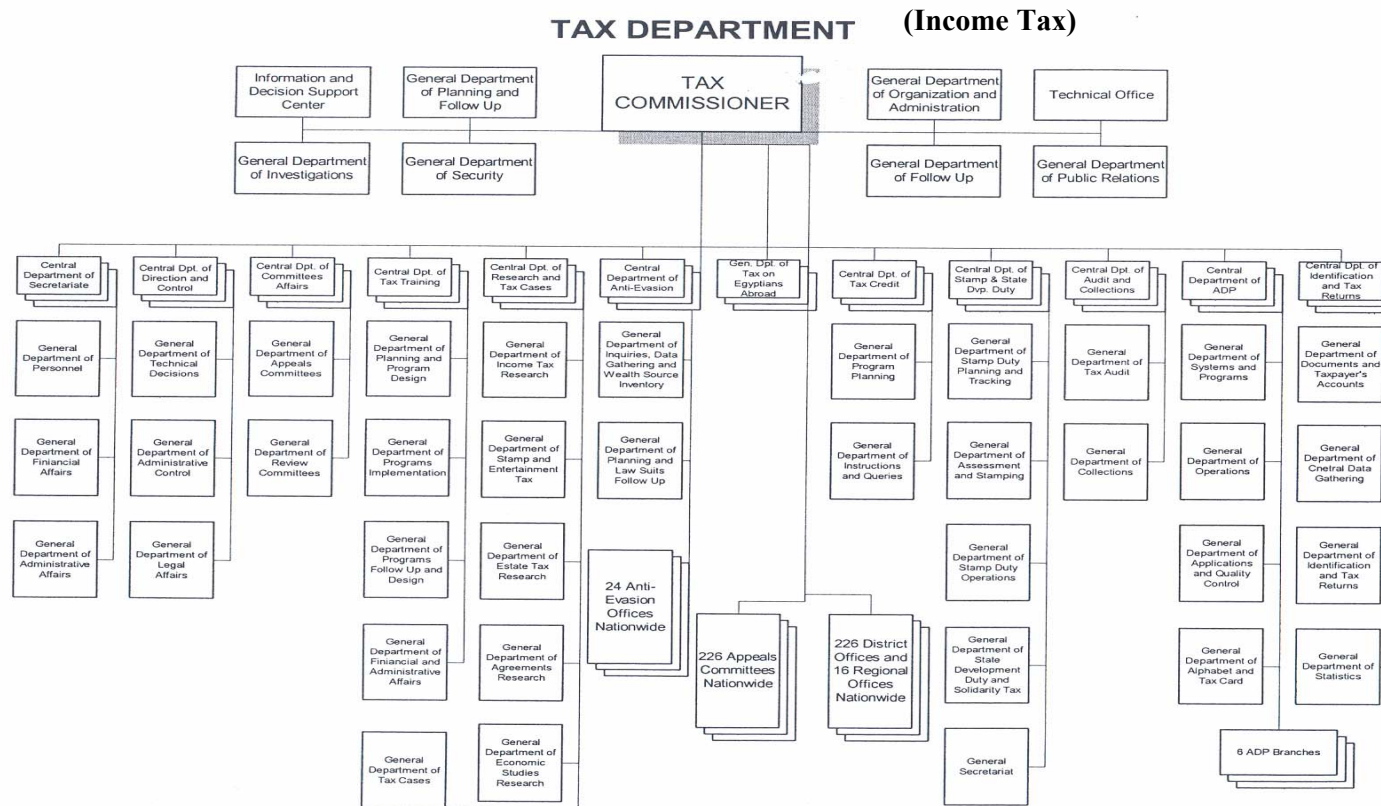 TAX DEPARTMENT (Income Tax)
Information and
Decision Support
Center
General Department
of Planning and
Follow Up
TAX
COMMISSIONER
General Department
of Organization and
Administration
Technical Office
General Department
of Investigations
General Department
of Security
General Department
of Follow Up
General Department
of Public Relations
Central
Department of
Secretariate
Central Dpt. of
Direction and
Control
Central Dpt. of
Committees
Affairs
Central Dpt. of
Tax Training
Central Dpt. of
Research and
Tax Cases
Central
Department of
Anti-Evasion
Gen. Dpt. of
Tax on
Egyptians
Abroad
Central Dpt. of
Tax Credit
Central Dpt. of
Stamp & State
Dvp. Duty
Central Dpt. of
Audit and
Collections
Central
Department of
ADP
Central Dpt. of
Identification
and Tax
Returns
General
Department of
Personnel
General
Department of
Technical
Decisions
General
Department of
Appeals
Committees
General
Department of
Planning and
Program
Design
General
Department of
Income Tax
Research
General
Department of
Inquiries, Data
Gathering and
Wealth Source
Inventory
General
Department of
Program
Planning
General
Department of
Stamp Duty
Planning and
Tracking
General
Department of
Tax Audit
General
Department of
Systems and
Programs
General
Department of
Documents and
Taxpayer's
Accounts
General
Department of
Finiancial
Affairs
General
Department of
Administrative
Control
General
Department of
Review
Committees
General
Department of
Programs
Implementation
General
Department of
Stamp and
Entertainment
Tax
General
Department of
Planning and
Law Suits
Follow Up
General
Department of
Instructions
and Queries
General
Department of
Assessment
and Stamping
General
Department of
Collections
General
Department of
Operations
General
Department of
Cnetral Data
Gathering
General
Department of
Administrative
Affairs
General
Department of
Legal
Affairs
General
Department of
Programs
Follow Up and
Design
General
Department of
Estate Tax
Research
24 Anti-
Evasion
Offices
Nationwide
General
Department of
Stamp Duty
Operations
General
Department of
Applications
and Quality
Control
General
Department of
Identification
and Tax
Returns
General
Department of
Finiancial and
Administrative
Affairs
General
Department of
Agreements
Research
226 Appeals
Committees
Nationwide
226 District
Offices and
16 Regional
Offices
Nationwide
General
Department of
State
Development
Duty and
Solidarity Tax
General
Department of
Alphabet and
Tax Card
General
Department of
Statistics
General
Department of
Tax Cases
General
Department of
Economic
Studies
Research
General
Secretariat
6 ADP Branches